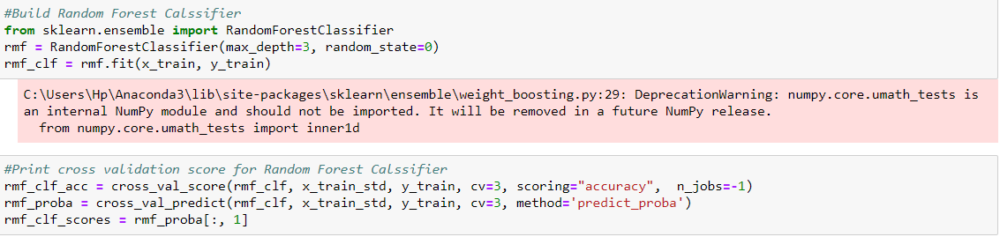 #Build Random Forest Calssifier
from sklearn.ensemble import RandomForestClassifier
rmf = RandomForestClassifier(max_depth=3, random_state=0)
rmf_clf = rmf.fit(x_train, y_train)
C:\Users\Hp\Anaconda3\lib\site-packages\sklearn\ensemble\weight_boosting.py:29: DeprecationWarning: numpy.core.umath_tests is
an internal NumPy module and should not be imported. It will be removed in a future NumPy release.
  from numpy.core.umath_tests import inner1d
#Print cross validation score for Random Forest Calssifier
rmf_clf_acc = cross_val_score(rmf_clf, x_train_std, y_train, cv=3, scoring="accuracy",  n_jobs=-1)
rmf_proba = cross_val_predict(rmf_clf, x_train_std, y_train, cv=3, method='predict_proba')
rmf_clf_scores = rmf_proba[:, 1]